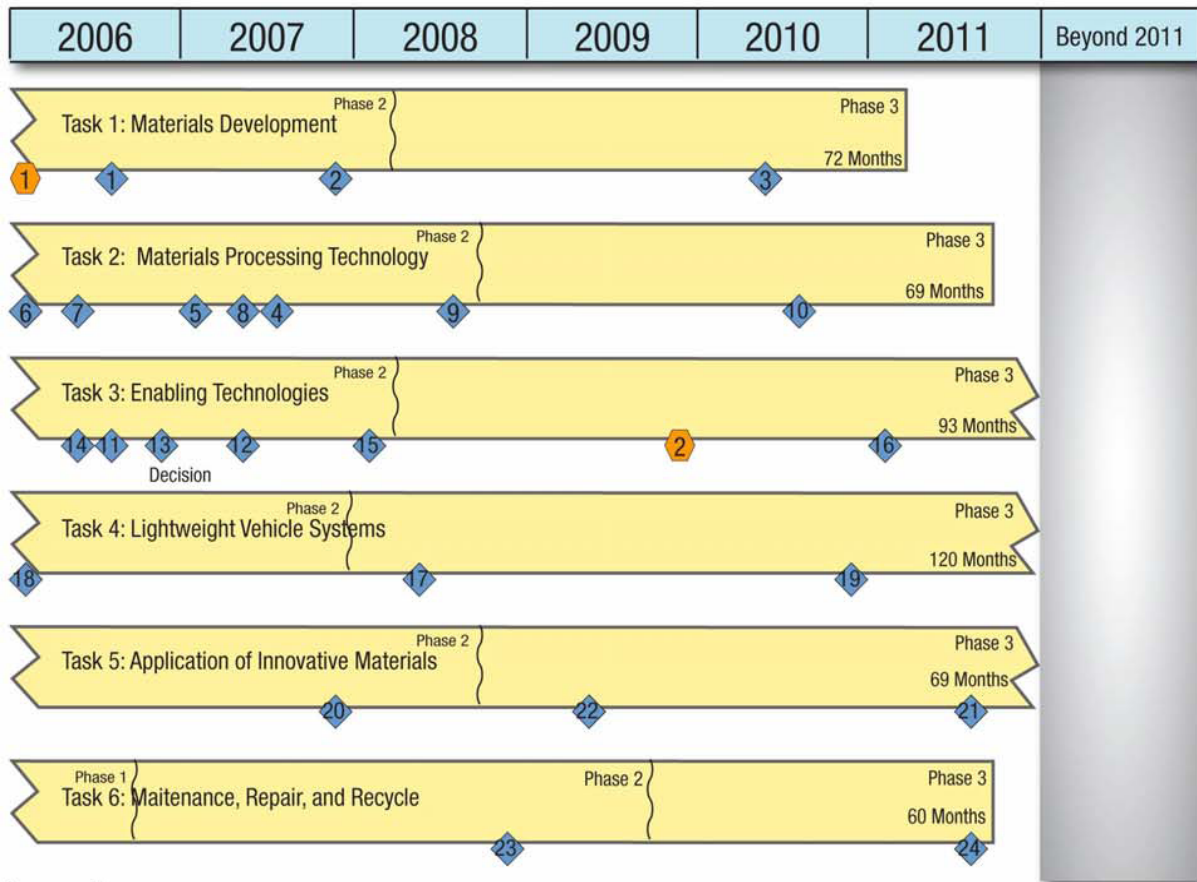 2006 2007 2008 2009 2010 2011 Beyond 2011
Phase 2 Phase 3
Task 1: Materials Development
72 Months
1 1 2 3
Phase 2 Phase 3
Task 2: Materials Processing Technology
69 Months
6 7 5 8 4 9 10
Phase 2 Phase 3
Task 3: Enabling Technologies
93 Months
14 11 13 12 15 2 16
Decision
Phase 2 Phase 3
Task 4: Lightweight Vehicle Systems
120 Months
18 17 19
Phase 2 Phase 3
Task 5: Application of Innovative Materials
69 Months
20 22 21
Phase 1 Phase 2 Phase 3
Task 6: Maitenance, Repair, and Recycle
60 Months
23 24